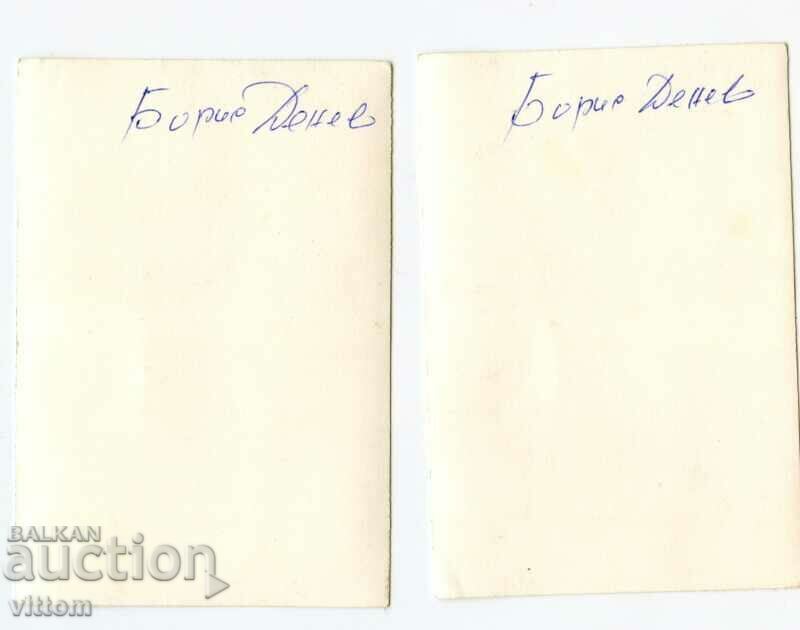 Борис Денев
Борис Денев
BALKAN
auction
vittom